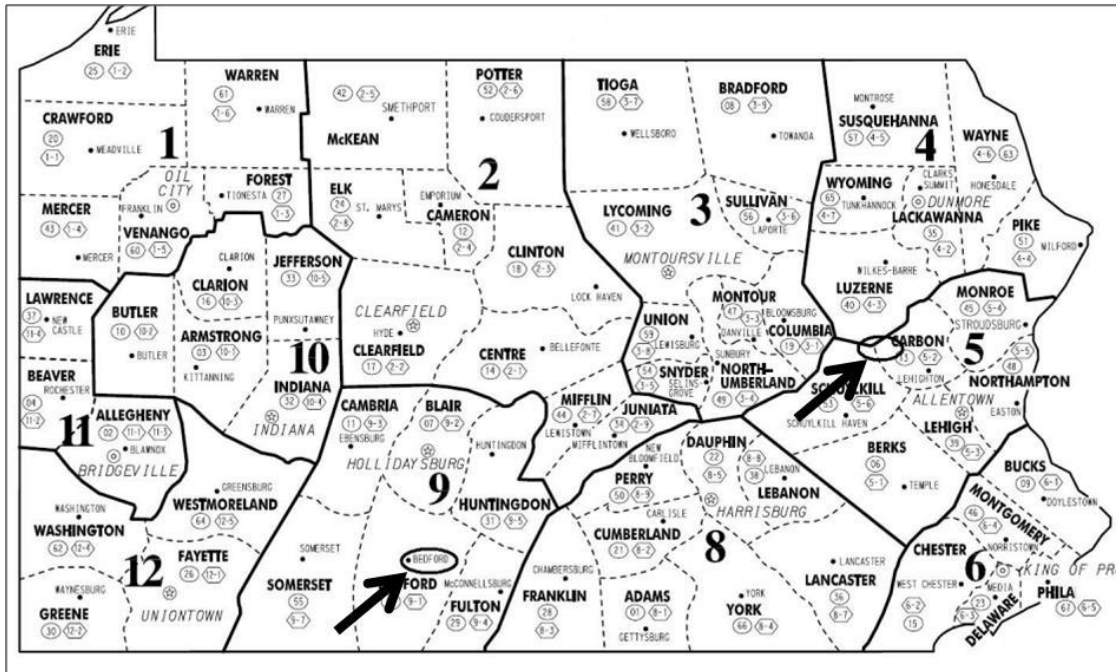 ERIE
ERIE
25 1-2
WARREN
61
1-6
WARREN
CRAWFORD
20
1-1
MEADVILLE
1
OIL
CITY
FOREST
27
1-3
TIONESTA
MERCER
43 1-4
MERCER
FRANKLIN
VENANGO
60 1-5
42 2-5
SMETHPORT
McKEAN
POTTER
52 2-6
COUDERSPORT
2
ELK
24
2-8
ST. MARYS
EMPORIUM
CAMERON
12
2-4
CLINTON
18 2-3
LOCK HAVEN
CLEARFIELD
HYDE
CLEARFIELD
17 2-2
CENTRE
14 2-1
BELLEFONTE
MIFFLIN
44 2-7
LEWISTOWN
JUNIATA
34 2-9
MIFFLINTOWN
TIOGA
58 3-7
WELLSBORO
BRADFORD
08 3-9
TOWANDA
3
LYCOMING
41 3-2
SULLIVAN
56 3-6
LAPORTE
MONTOURSVILLE
UNION
59
3-8
LEWISBURG
MONTOUR
47
3-3
DANVILLE
BLOOMSBURG
COLUMBIA
19 3-1
SNYDER
54
3-5
SELINS-
GROVE
SUNBURY
NORTH-
UMBERLAND
49 3-4
MONTROSE
SUSQUEHANNA
57 4-5
4
WAYNE
4-6 63
HONESDALE
WYOMING
65
4-7
TUNKHANNOCK
CLARKS
SUMMIT
DUNMORE
LACKAWANNA
35
4-2
PIKE
51
4-4
MILFORD
WILKES-BARRE
LUZERNE
40 4-3
MONROE
45 5-4
STROUDSBURG
5
CARBON
13 5-2
LEHIGHTON
5-5
48
NORTHAMPTON
EASTON
SCHUYLKILL
53 5-6
SCHUYLKILL HAVEN
ALLENTOWN
LEHIGH
39
5-3
BERKS
06
5-1
TEMPLE
BUCKS
09 6-1
DOYLESTOWN
MONTGOMERY
46
6-4
NORRISTOWN
CHESTER
WEST CHESTER
6-2
15
6
KING OF PR
MEDIA
23
6-3
DELAWARE
PHILA
67 6-5
DAUPHIN
22
8-5
8-8
38
LEBANON
LEBANON
NEW
BLOOMFIELD
PERRY
50 8-9
HARRISBURG
CARLISLE
CUMBERLAND
21 8-2
8
LANCASTER
LANCASTER
36
8-7
CHAMBERSBURG
FRANKLIN
28
8-3
ADAMS
01 8-1
GETTYSBURG
YORK
YORK
66 8-4
CAMBRIA
11 9-3
EBENSBURG
BLAIR
07 9-2
HUNTINGDON
HOLLIDAYSBURG
9
HUNTINGDON
31 9-5
SOMERSET
SOMERSET
55
9-7
BEDFORD
FORD
9-1
McCONNELLSBURG
FULTON
29 9-4
CLARION
CLARION
16 10-3
JEFFERSON
33 10-5
PUNXSUTAWNEY
BUTLER
10 10-2
BUTLER
ARMSTRONG
03 10-1
KITTANNING
10
INDIANA
32 10-4
INDIANA
LAWRENCE
37
11-4
NEW
CASTLE
BEAVER
ROCHESTER
04
11-2
11
ALLEGHENY
02 11-1 11-3
BLAWNOX
BRIDGEVILLE
GREENSBURG
WESTMORELAND
64 12-5
WASHINGTON
WASHINGTON
62 12-4
12
FAYETTE
26 12-1
WAYNESBURG
GREENE
30 12-2
UNIONTOWN